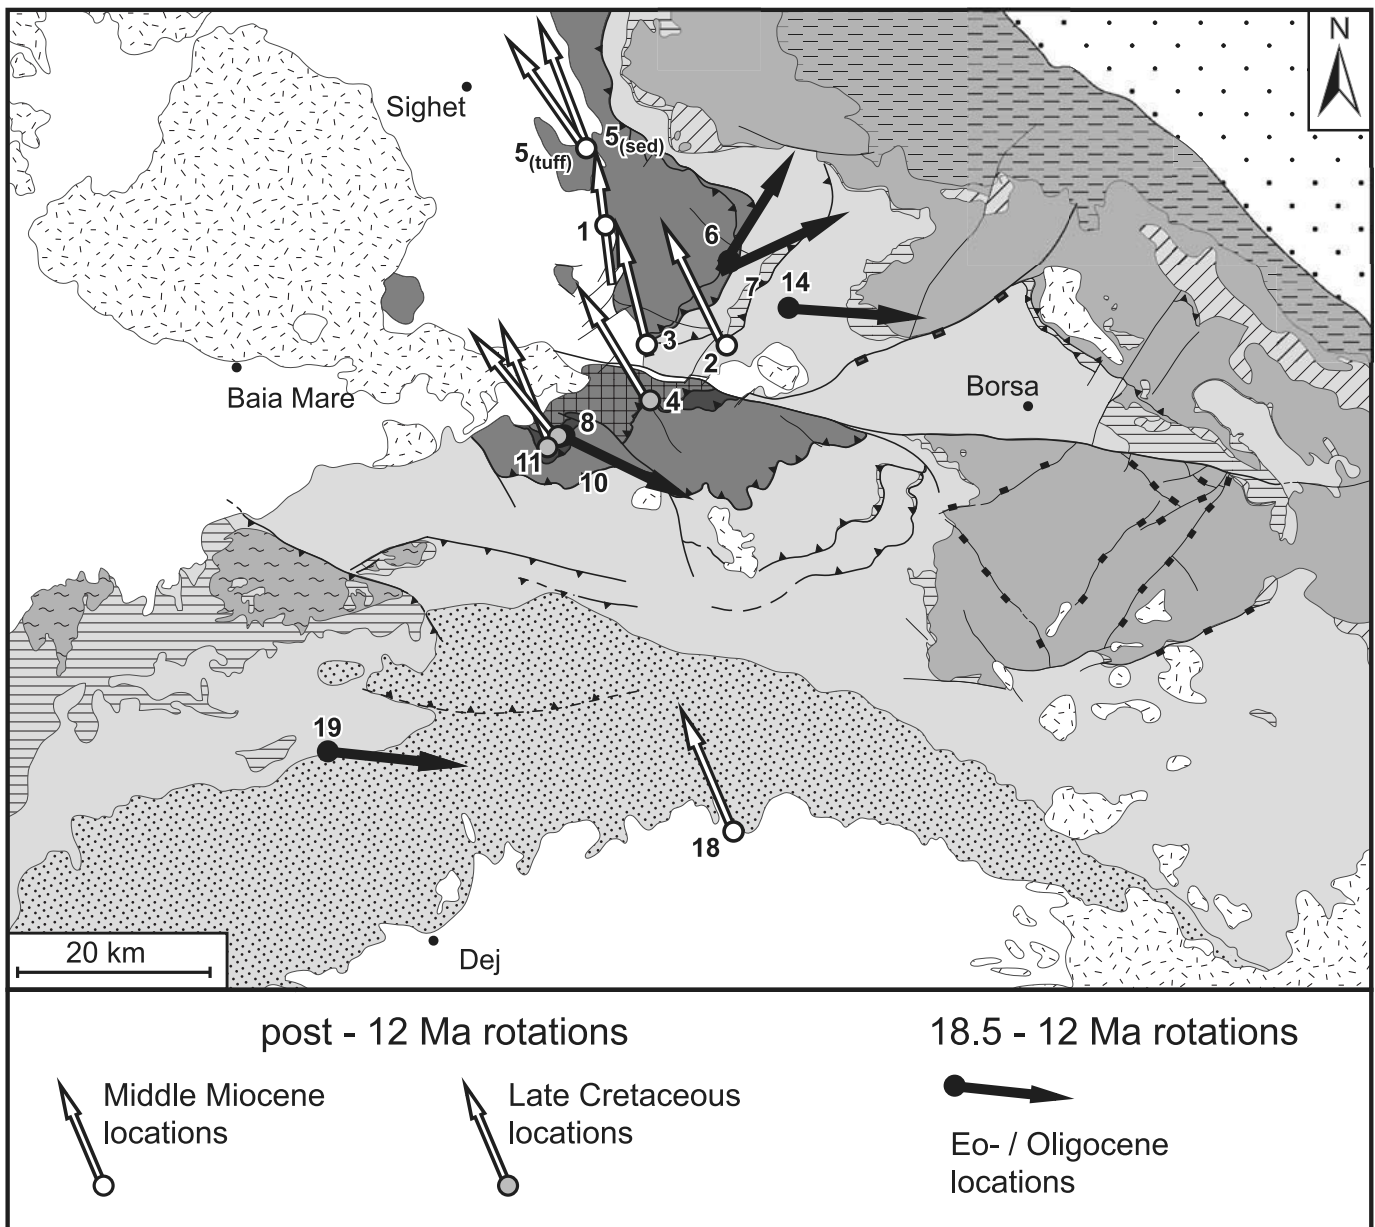 N
Sighet
5(tuff)
5(sed)
1
6
7
14
3
2
Baia Mare
Borsa
4
8
11
10
19
18
20 km
Dej
post - 12 Ma rotations
18.5 - 12 Ma rotations
Middle Miocene
locations
Late Cretaceous
locations
Eo- / Oligocene
locations